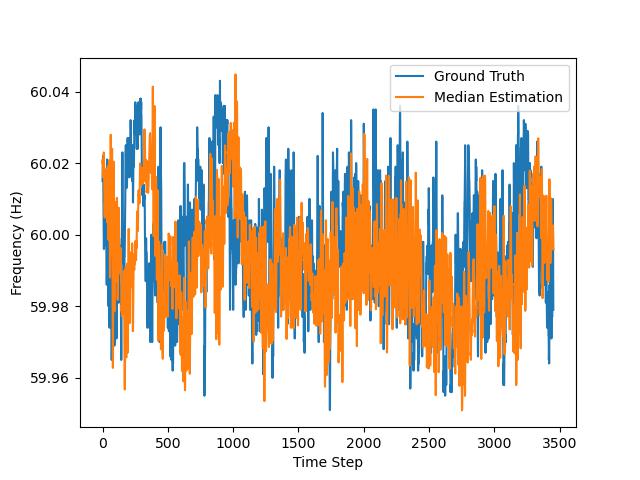 Ground Truth
Median Estimation
60.04
60.02
60.00
59.98
59.96
Frequency (Hz)
0 500 1000 1500 2000 2500 3000 3500
Time Step